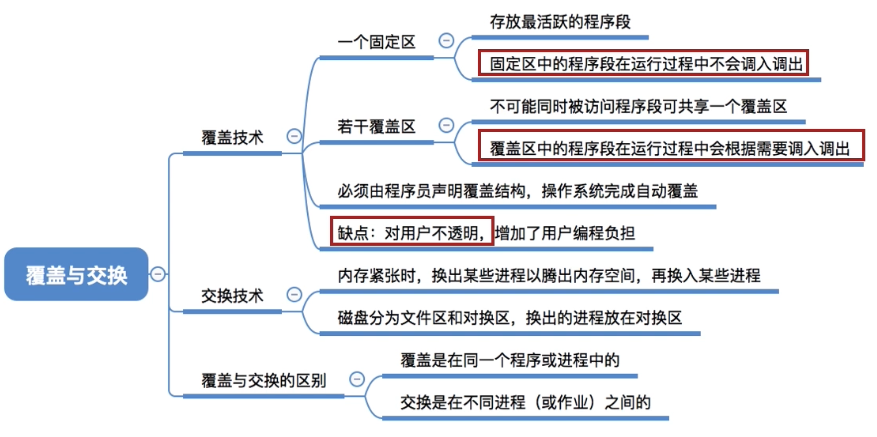 存放最活跃的程序段
一个固定区
固定区中的程序段在运行过程中不会调入调出
不可能同时被访问程序段可共享一个覆盖区
若干覆盖区
覆盖技术
覆盖区中的程序段在运行过程中会根据需要调入调出
必须由程序员声明覆盖结构，操作系统完成自动覆盖
缺点：对用户不透明，增加了用户编程负担
覆盖与交换
内存紧张时，换出某些进程以腾出内存空间，再换入某些进程
交换技术
磁盘分为文件区和对换区，换出的进程放在对换区
覆盖是在同一个程序或进程中的
覆盖与交换的区别
交换是在不同进程（或作业）之间的